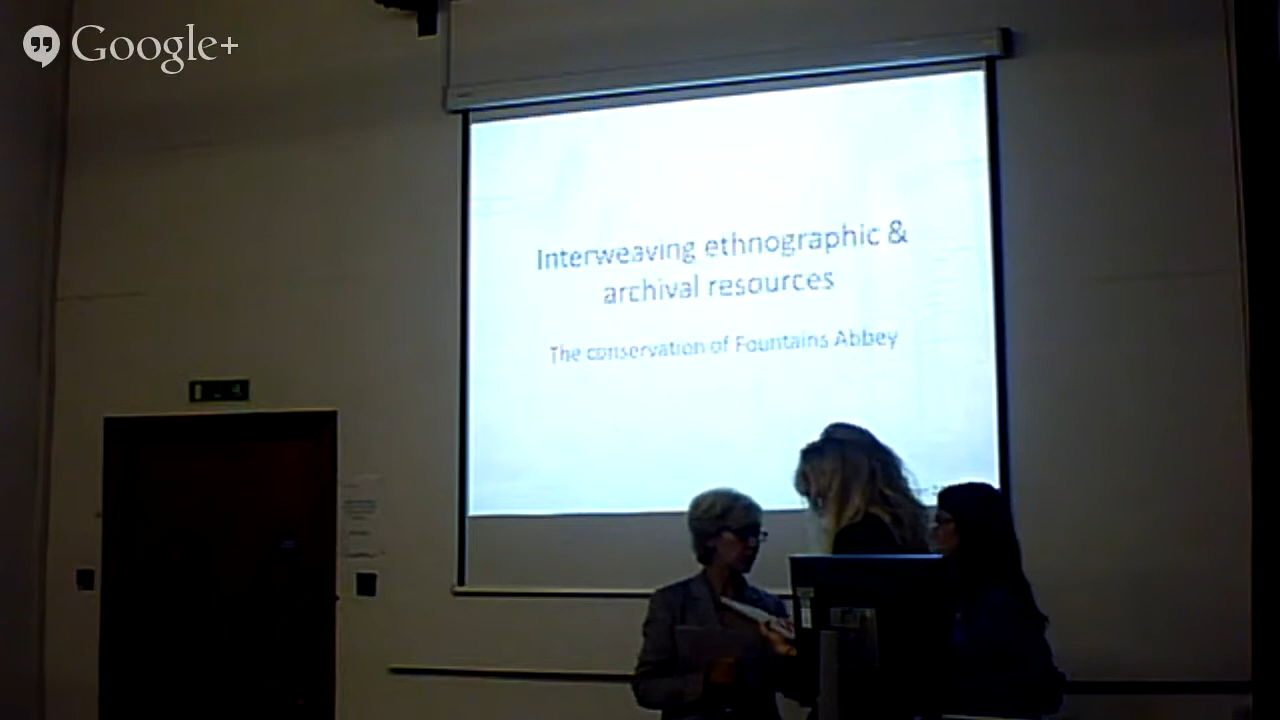 Google+
Interweaving ethnographic &
archival resources
The conservation of Fountains Abbey